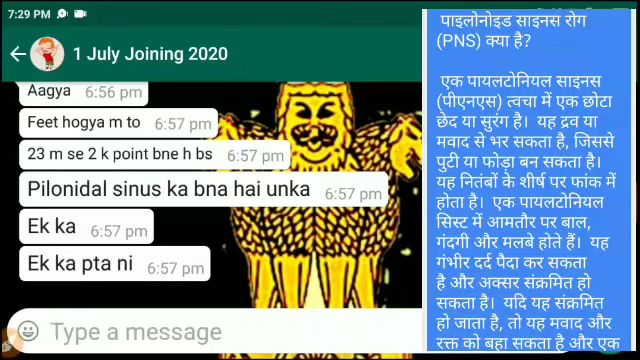 7:29 PM
1 July Joining 2020
Aagya 6:56 pm
Feet hogya m to 6:57 pm
23 m se 2 k point bne h bs 6:57 pm
Pilonidal sinus ka bna hai unka 6:57 pm
Ek ka 6:57 pm
Ek ka pta ni 6:57 pm
Type a message
पाइलोनोइड साइनस रोग
(PNS) क्या है?
एक पायलटोनियल साइनस
(पीएनएस) त्वचा में एक छोटा
छेद या सुरंग है। यह द्रव या
मवाद से भर सकता है, जिससे
पुटी या फोड़ा बन सकता है।
यह नितंबों के शीर्ष पर फांक में
होता है। एक पायलटोनियल
सिस्ट में आमतौर पर बाल,
गंदगी और मलबे होते हैं। यह
गंभीर दर्द पैदा कर सकता
है और अक्सर संक्रमित हो
सकता है। यदि यह संक्रमित
हो जाता है, तो यह मवाद और
रक्त को बहा सकता है और एक